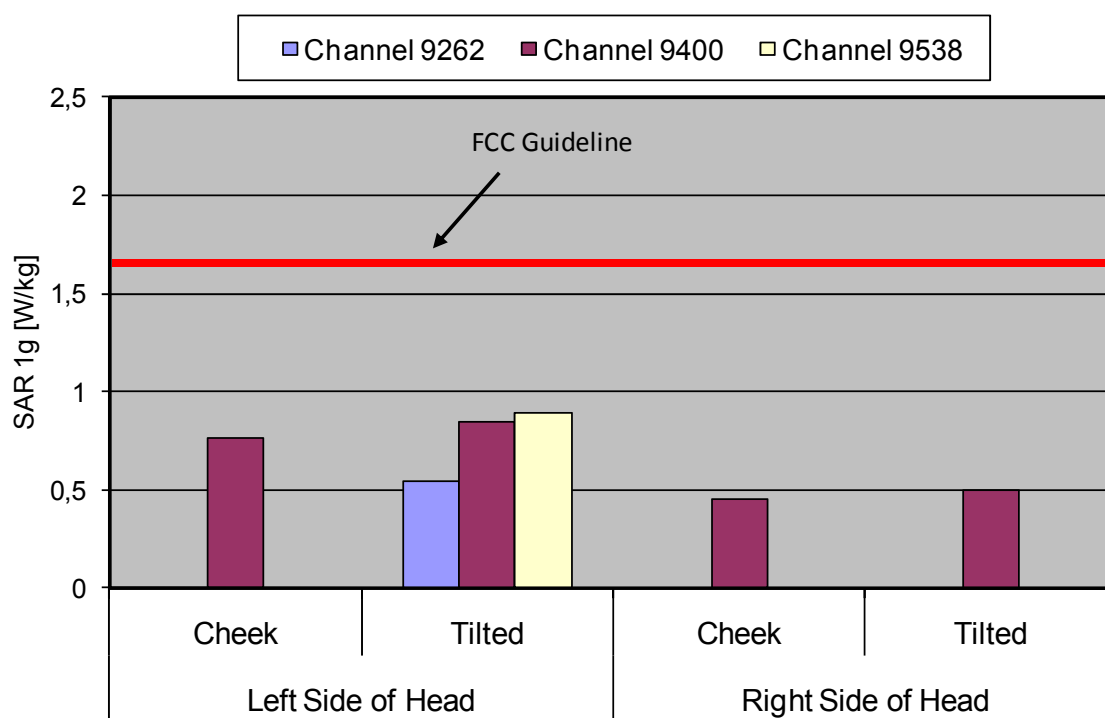 Channel 9262 Channel 9400 Channel 9538
2,5
2
1,5
1
0,5
0
SAR 1g [W/kg]
FCC Guideline
Cheek Tilted Cheek Tilted
Left Side of Head Right Side of Head